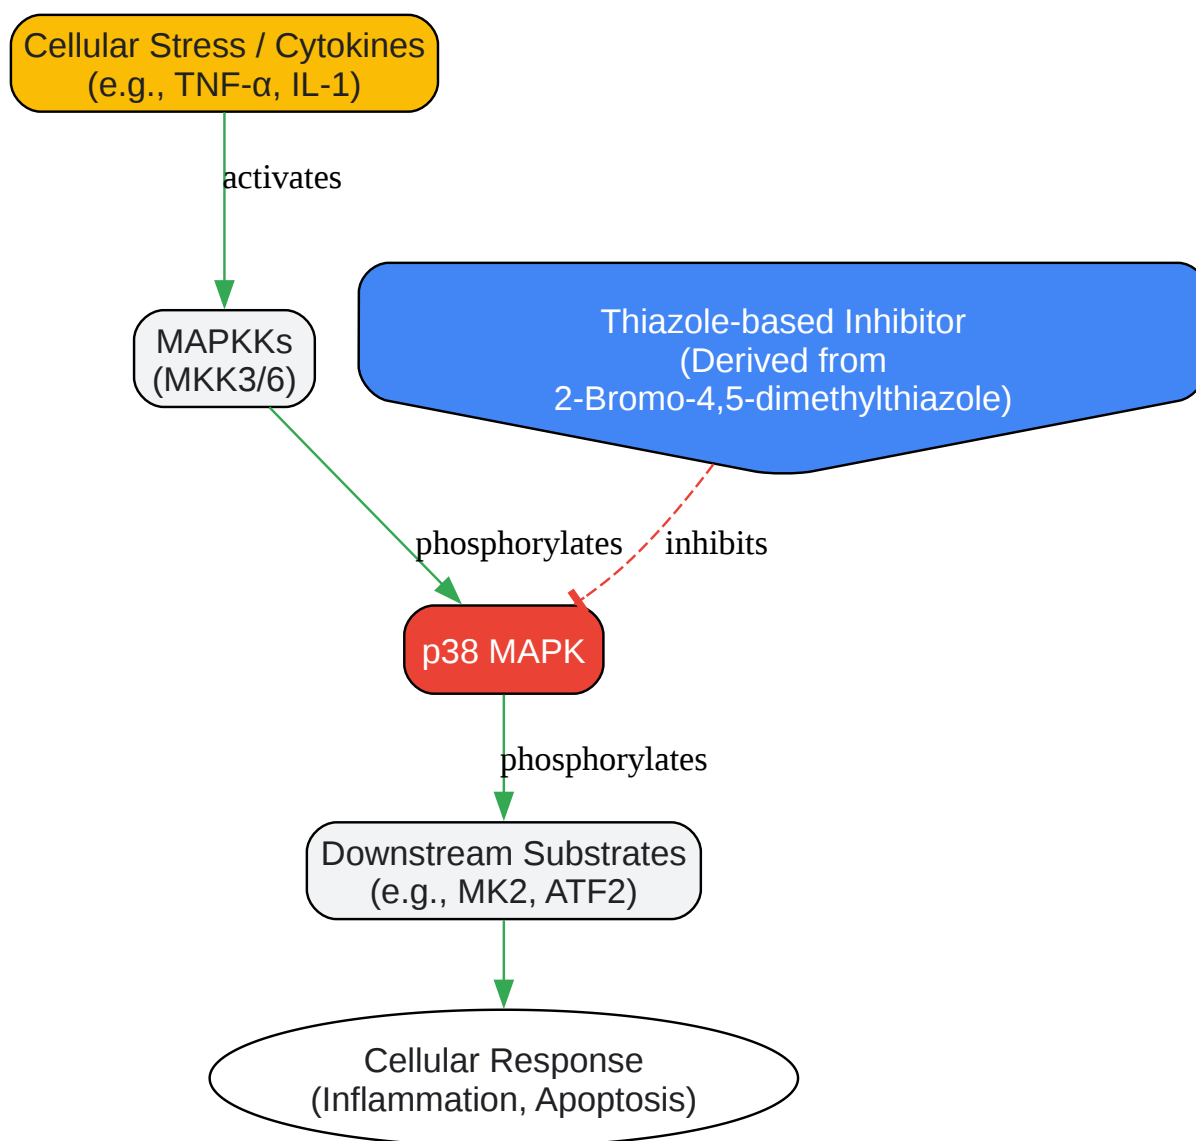 Cellular Stress / Cytokines
(e.g., TNF-α, IL-1)
activates
MAPKKs
(MKK3/6)
Thiazole-based Inhibitor
(Derived from
2-Bromo-4,5-dimethylthiazole)
phosphorylates
inhibits
p38 MAPK
phosphorylates
Downstream Substrates
(e.g., MK2, ATF2)
Cellular Response
(Inflammation, Apoptosis)